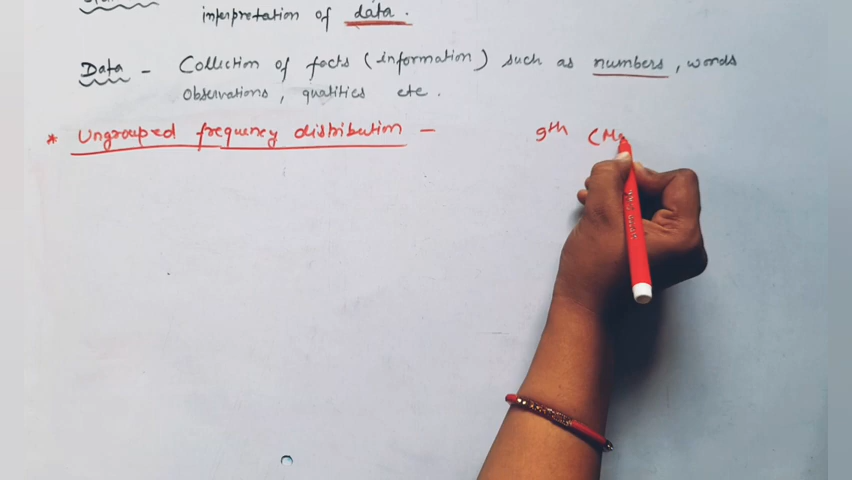 interpretation of data.
Data - Collection of facts (information) such as numbers, words
observations, qualities etc.
* Ungrouped frequency distribution - 9th (Ma